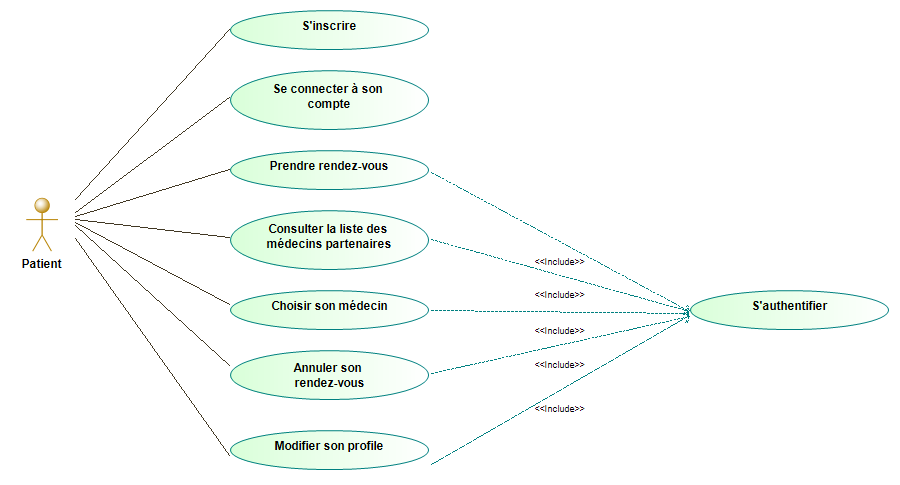 S'inscrire
Se connecter à son
compte
Prendre rendez-vous
Consulter la liste des
médecins partenaires
Patient
<<Include>>
<<Include>>
Choisir son médecin
S'authentifier
<<Include>>
<<Include>>
Annuler son
rendez-vous
<<Include>>
Modifier son profile